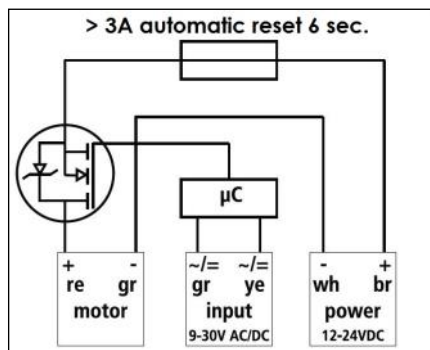 > 3A automatic reset 6 sec.
µC
+ - ~/= ~/= - +
re gr gr ye wh br
motor input power
9-30V AC/DC 12-24VDC